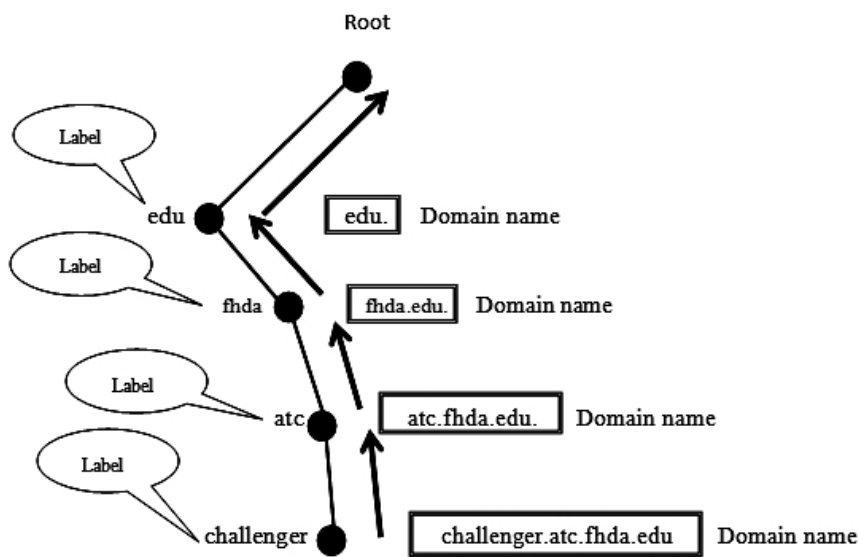 Root
Label
edu
edu.
Domain name
Label
fhda
fhda.edu.
Domain name
Label
atc
atc.fhda.edu.
Domain name
Label
challenger
challenger.atc.fhda.edu
Domain name